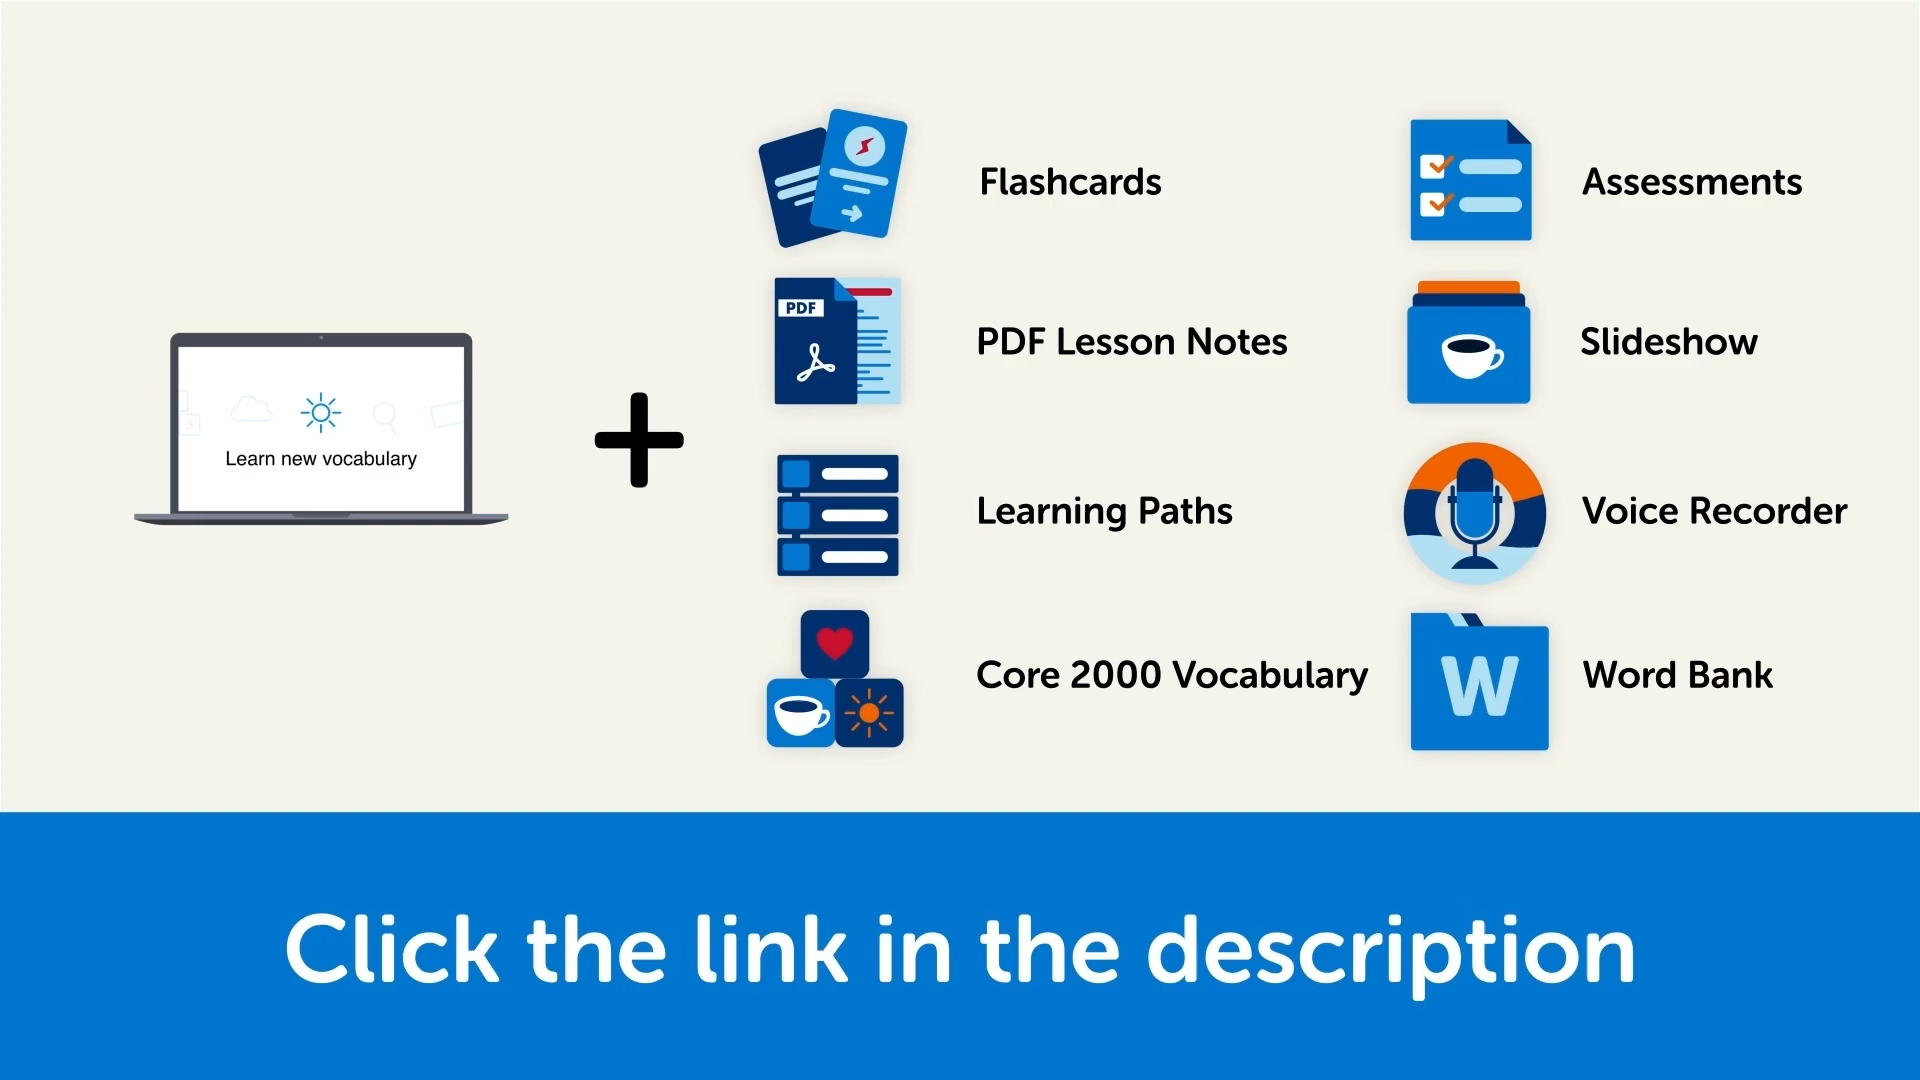 Learn new vocabulary
Flashcards
PDF
PDF Lesson Notes
Learning Paths
Core 2000 Vocabulary
Assessments
Slideshow
Voice Recorder
W
Word Bank
Click the link in the description